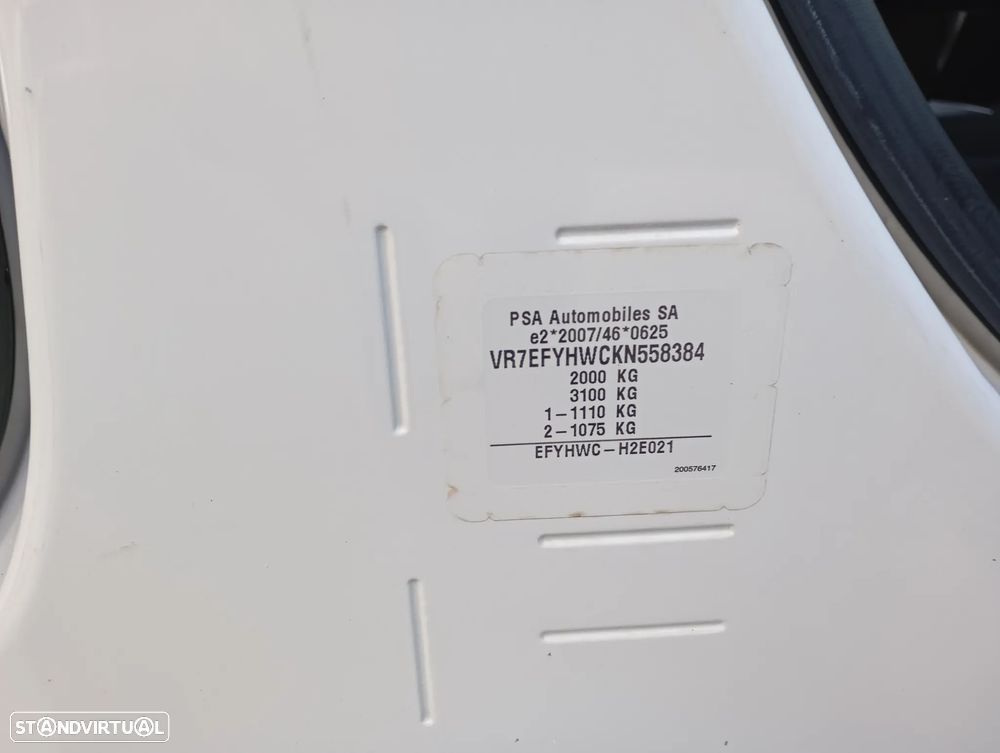 PSA Automobiles SA
e2*2007/46*0625
VR7EFYHWCKN558384
2000 KG
3100 KG
1-1110 KG
2-1075 KG
EFYHWC-H2E021
200576417
STANDVIRTUAL